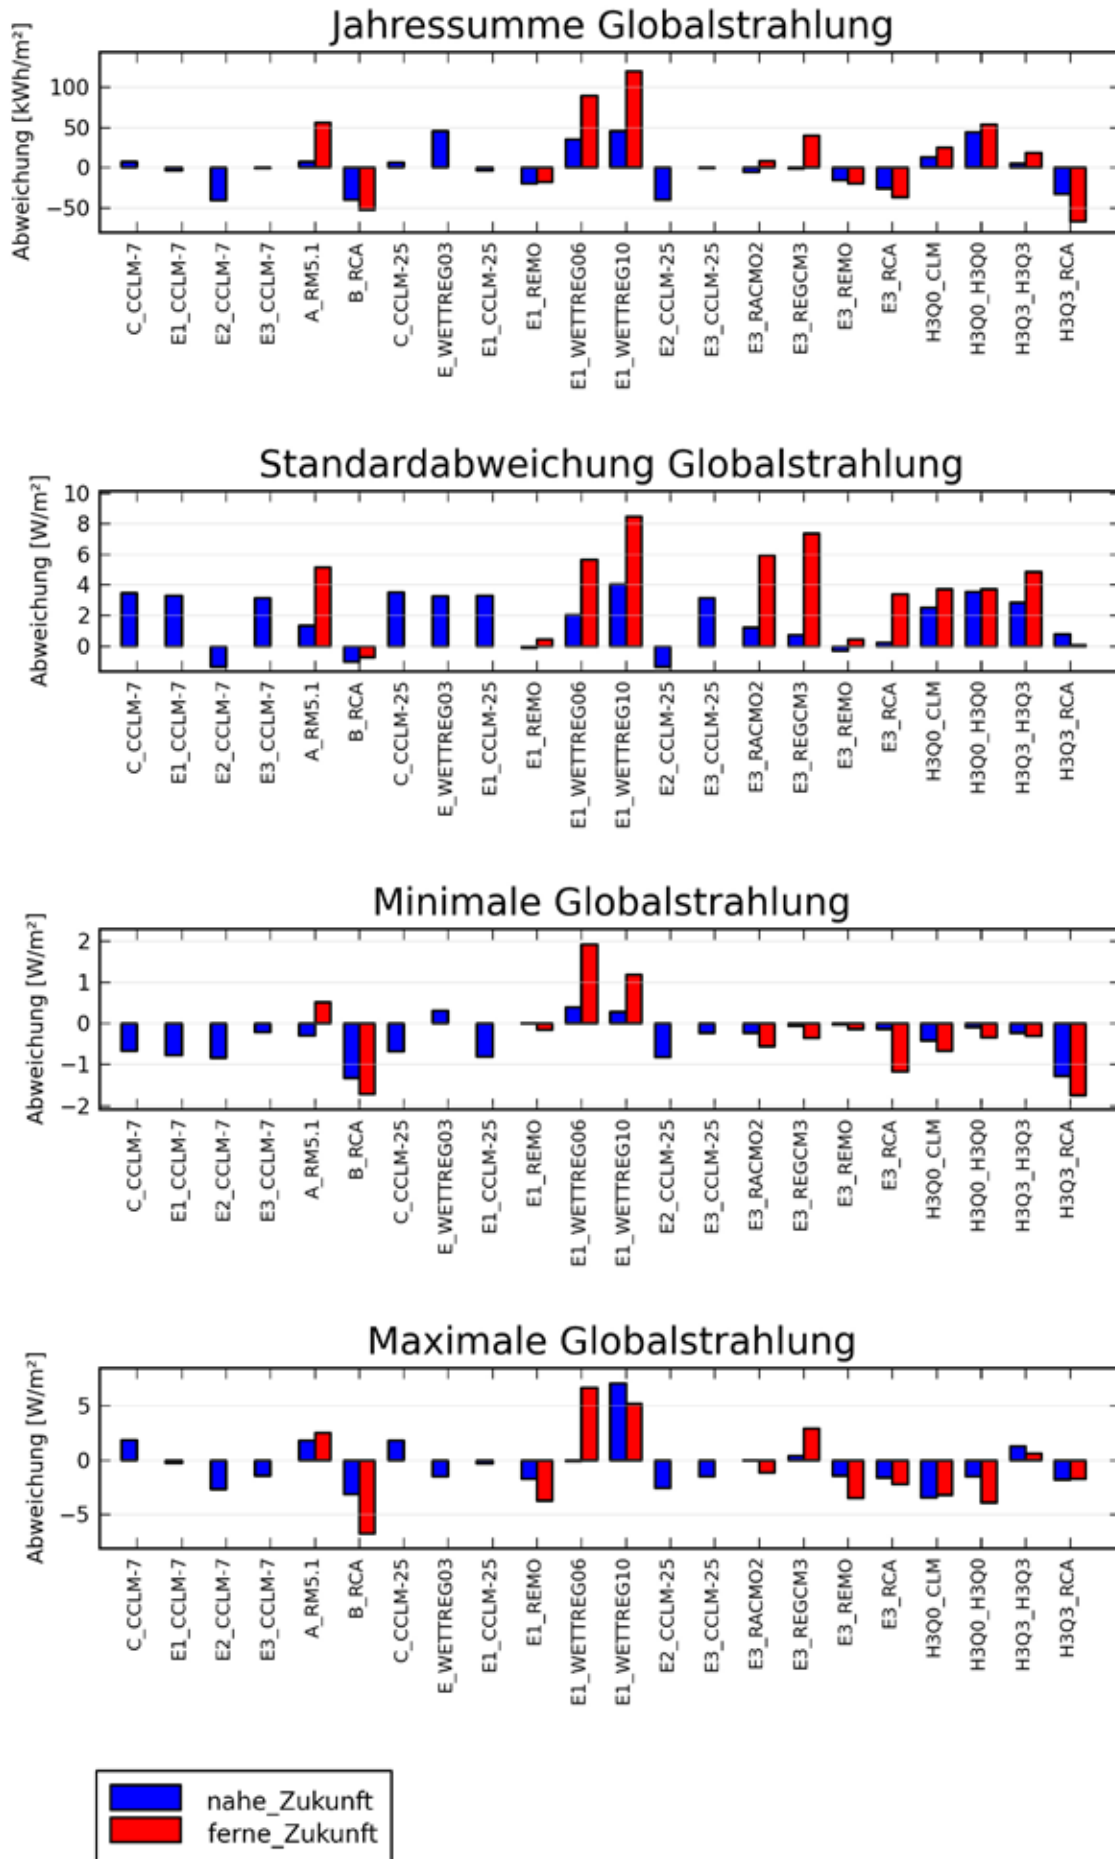 Jahressumme Globalstrahlung
Abweichung [kWh/m²]
100
50
0
−50
C_CCLM-7
E1_CCLM-7
E2_CCLM-7
E3_CCLM-7
A_RM5.1
B_RCA
C_CCLM-25
E_WETTREG03
E1_CCLM-25
E1_REMO
E1_WETTREG06
E1_WETTREG10
E2_CCLM-25
E3_CCLM-25
E3_RACMO2
E3_REGCM3
E3_REMO
E3_RCA
H3Q0_CLM
H3Q0_H3Q0
H3Q3_H3Q3
H3Q3_RCA
Standardabweichung Globalstrahlung
Abweichung [W/m²]
10
8
6
4
2
0
C_CCLM-7
E1_CCLM-7
E2_CCLM-7
E3_CCLM-7
A_RM5.1
B_RCA
C_CCLM-25
E_WETTREG03
E1_CCLM-25
E1_REMO
E1_WETTREG06
E1_WETTREG10
E2_CCLM-25
E3_CCLM-25
E3_RACMO2
E3_REGCM3
E3_REMO
E3_RCA
H3Q0_CLM
H3Q0_H3Q0
H3Q3_H3Q3
H3Q3_RCA
Minimale Globalstrahlung
Abweichung [W/m²]
2
1
0
−1
−2
C_CCLM-7
E1_CCLM-7
E2_CCLM-7
E3_CCLM-7
A_RM5.1
B_RCA
C_CCLM-25
E_WETTREG03
E1_CCLM-25
E1_REMO
E1_WETTREG06
E1_WETTREG10
E2_CCLM-25
E3_CCLM-25
E3_RACMO2
E3_REGCM3
E3_REMO
E3_RCA
H3Q0_CLM
H3Q0_H3Q0
H3Q3_H3Q3
H3Q3_RCA
Maximale Globalstrahlung
Abweichung [W/m²]
5
0
−5
C_CCLM-7
E1_CCLM-7
E2_CCLM-7
E3_CCLM-7
A_RM5.1
B_RCA
C_CCLM-25
E_WETTREG03
E1_CCLM-25
E1_REMO
E1_WETTREG06
E1_WETTREG10
E2_CCLM-25
E3_CCLM-25
E3_RACMO2
E3_REGCM3
E3_REMO
E3_RCA
H3Q0_CLM
H3Q0_H3Q0
H3Q3_H3Q3
H3Q3_RCA
nahe_Zukunft
ferne_Zukunft